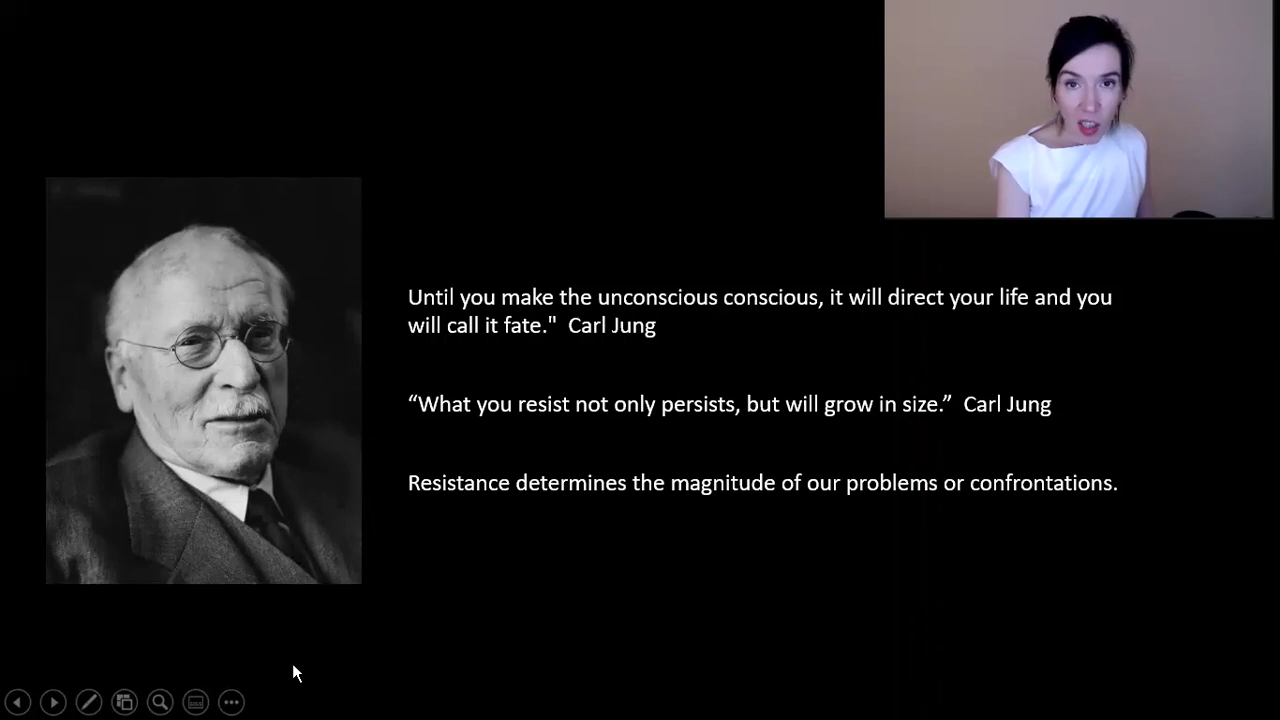 Until you make the unconscious conscious, it will direct your life and you
will call it fate."  Carl Jung
“What you resist not only persists, but will grow in size.”  Carl Jung
Resistance determines the magnitude of our problems or confrontations.